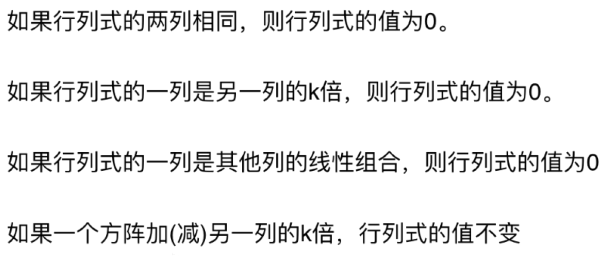 如果行列式的两列相同，则行列式的值为0。
如果行列式的一列是另一列的k倍，则行列式的值为0。
如果行列式的一列是其他列的线性组合，则行列式的值为0
如果一个方阵加(减)另一列的k倍，行列式的值不变